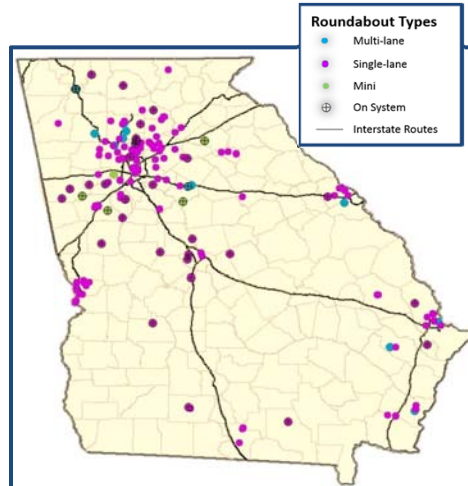 Roundabout Types
Multi-lane
Single-lane
Mini
On System
Interstate Routes